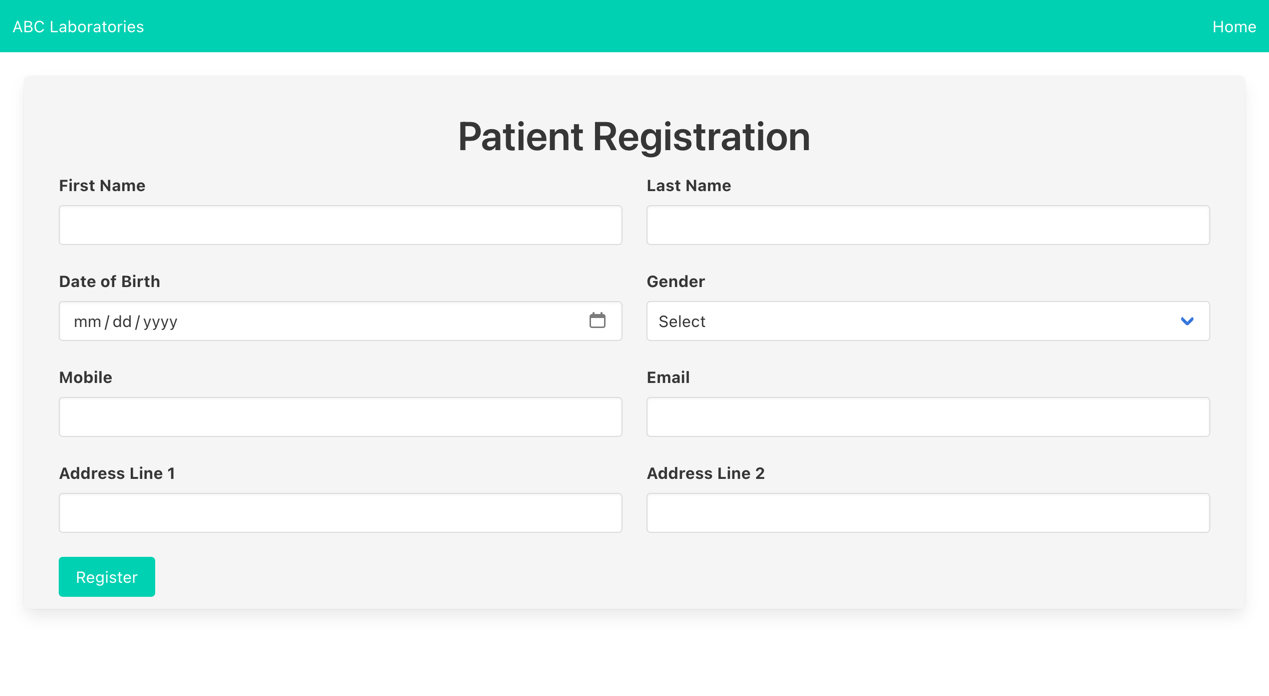 ABC Laboratories
Home
Patient Registration
First Name
Last Name
Date of Birth
Gender
mm/dd/yyyy
Select
Mobile
Email
Address Line 1
Address Line 2
Register